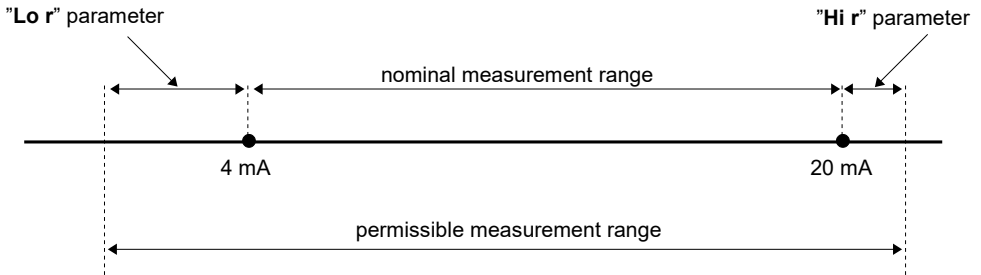 ”Lo r” parameter
”Hi r” parameter
nominal measurement range
4 mA
20 mA
permissible measurement range